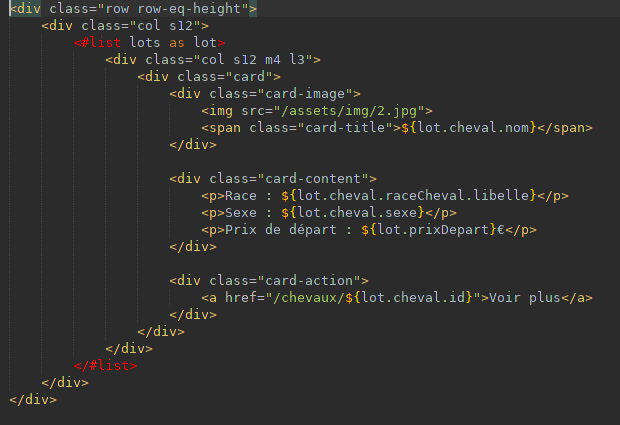 <div class="row row-eq-height">
<div class="col s12">
<#list lots as lot>
<div class="col s12 m4 l3">
<div class="card">
<div class="card-image">
<img src="/assets/img/2.jpg">
<span class="card-title">${lot.cheval.nom}</span>
</div>
<div class="card-content">
<p>Race : ${lot.cheval.raceCheval.libelle}</p>
<p>Sexe : ${lot.cheval.sexe}</p>
<p>Prix de départ : ${lot.prixDepart}€</p>
</div>
<div class="card-action">
<a href="/chevaux/${lot.cheval.id}">Voir plus</a>
</div>
</div>
</div>
</#list>
</div>
</div>